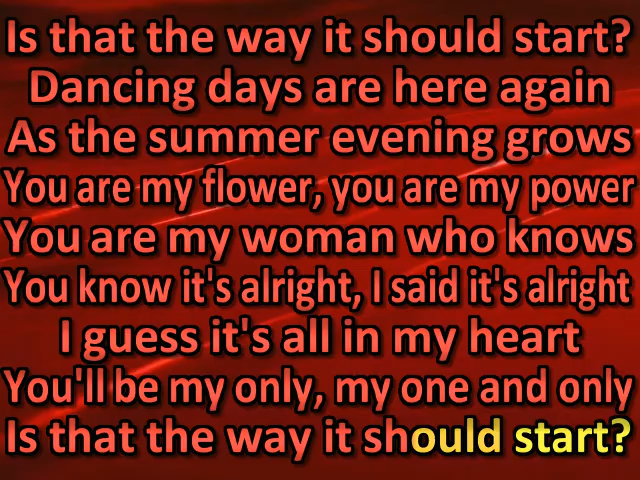 Is that the way it should start?
Dancing days are here again
As the summer evening grows
You are my flower, you are my power
You are my woman who knows
You know it's alright, I said it's alright
I guess it's all in my heart
You'll be my only, my one and only
Is that the way it should start?